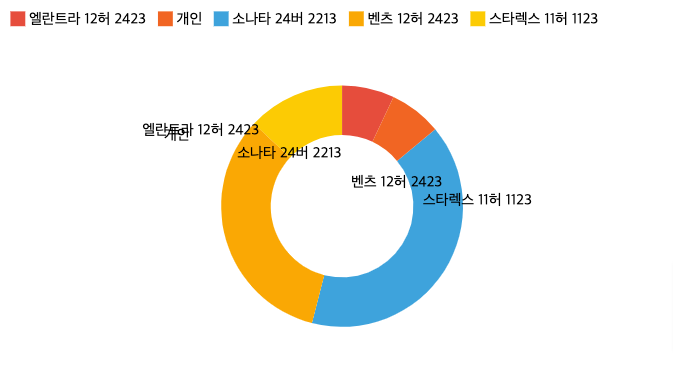 엘란트라 12허 2423 개인 소나타 24버 2213 벤츠 12허 2423 스타렉스 11허 1123
엘란트라 12허 2423
개인
소나타 24버 2213
벤츠 12허 2423
스타렉스 11허 1123